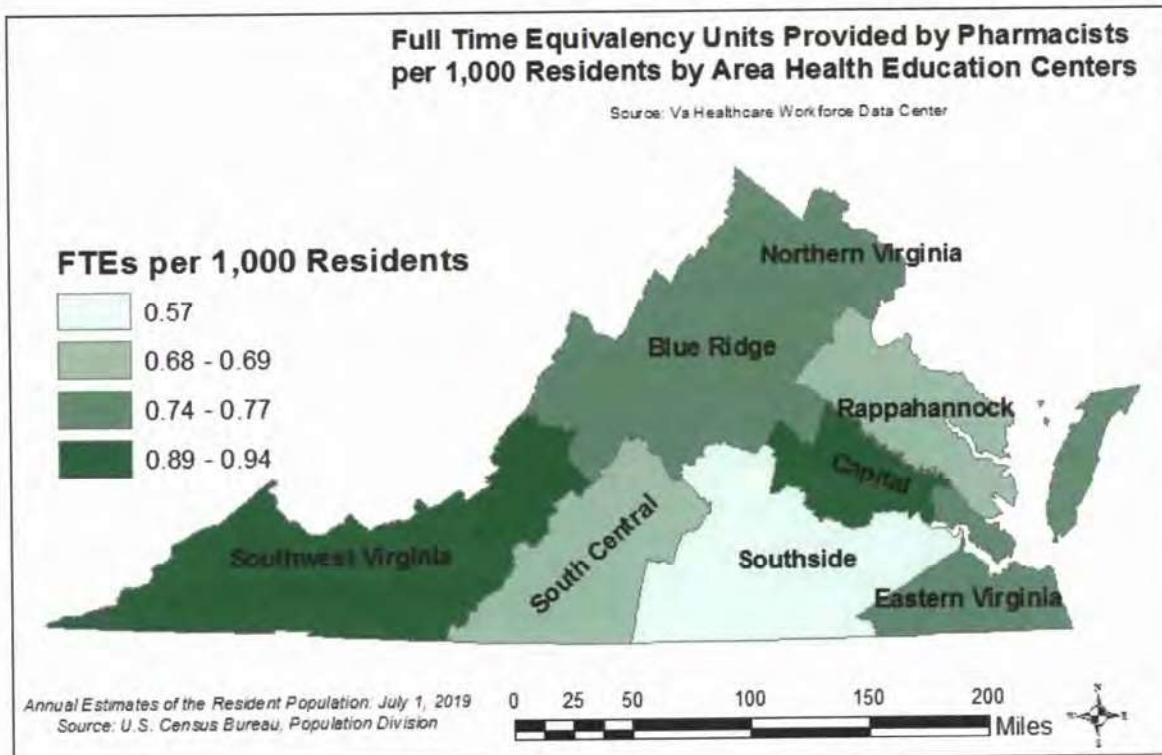 Full Time Equivalency Units Provided by Pharmacists
per 1,000 Residents by Area Health Education Centers
Source: Va Healthcare Workforce Data Center
FTEs per 1,000 Residents
0.57
0.68 - 0.69
0.74 - 0.77
0.89 - 0.94
Northern Virginia
Blue Ridge
Rappahannock
Capital
Southwest Virginia
South Central
Southside
Eastern Virginia
Annual Estimates of the Resident Population: July 1, 2019
Source: U.S. Census Bureau, Population Division
0 25 50 100 150 200
Miles